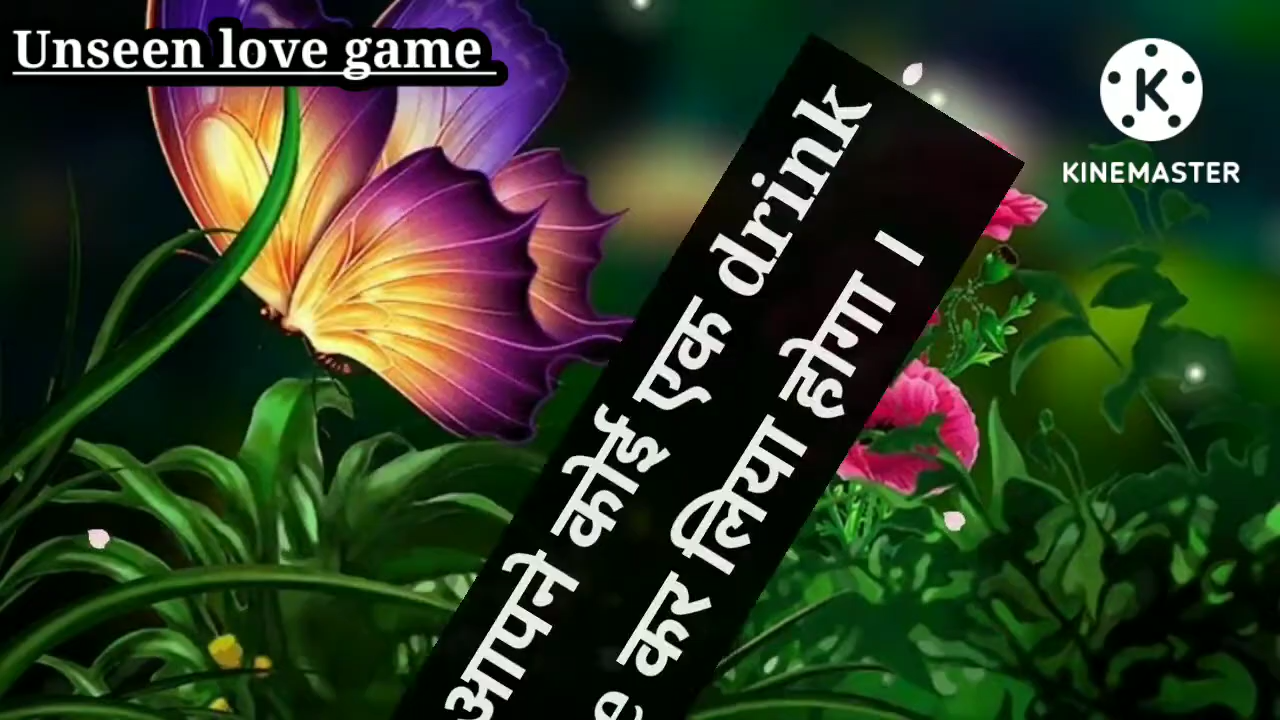 Unseen love game
KINEMASTER
आपने कोई एक drink
कर लिया होगा ।